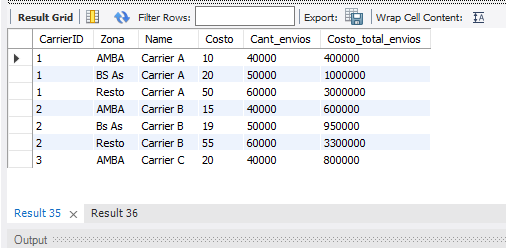 Result Grid Filter Rows: Export: Wrap Cell Content: IA
CarrierID Zona Name Costo Cant_envios Costo_total_envios
1 AMBA Carrier A 10 40000 400000
1 BS As Carrier A 20 50000 1000000
1 Resto Carrier A 50 60000 3000000
2 AMBA Carrier B 15 40000 600000
2 Bs As Carrier B 19 50000 950000
2 Resto Carrier B 55 60000 3300000
3 AMBA Carrier C 20 40000 800000
Result 35 × Result 36
Output